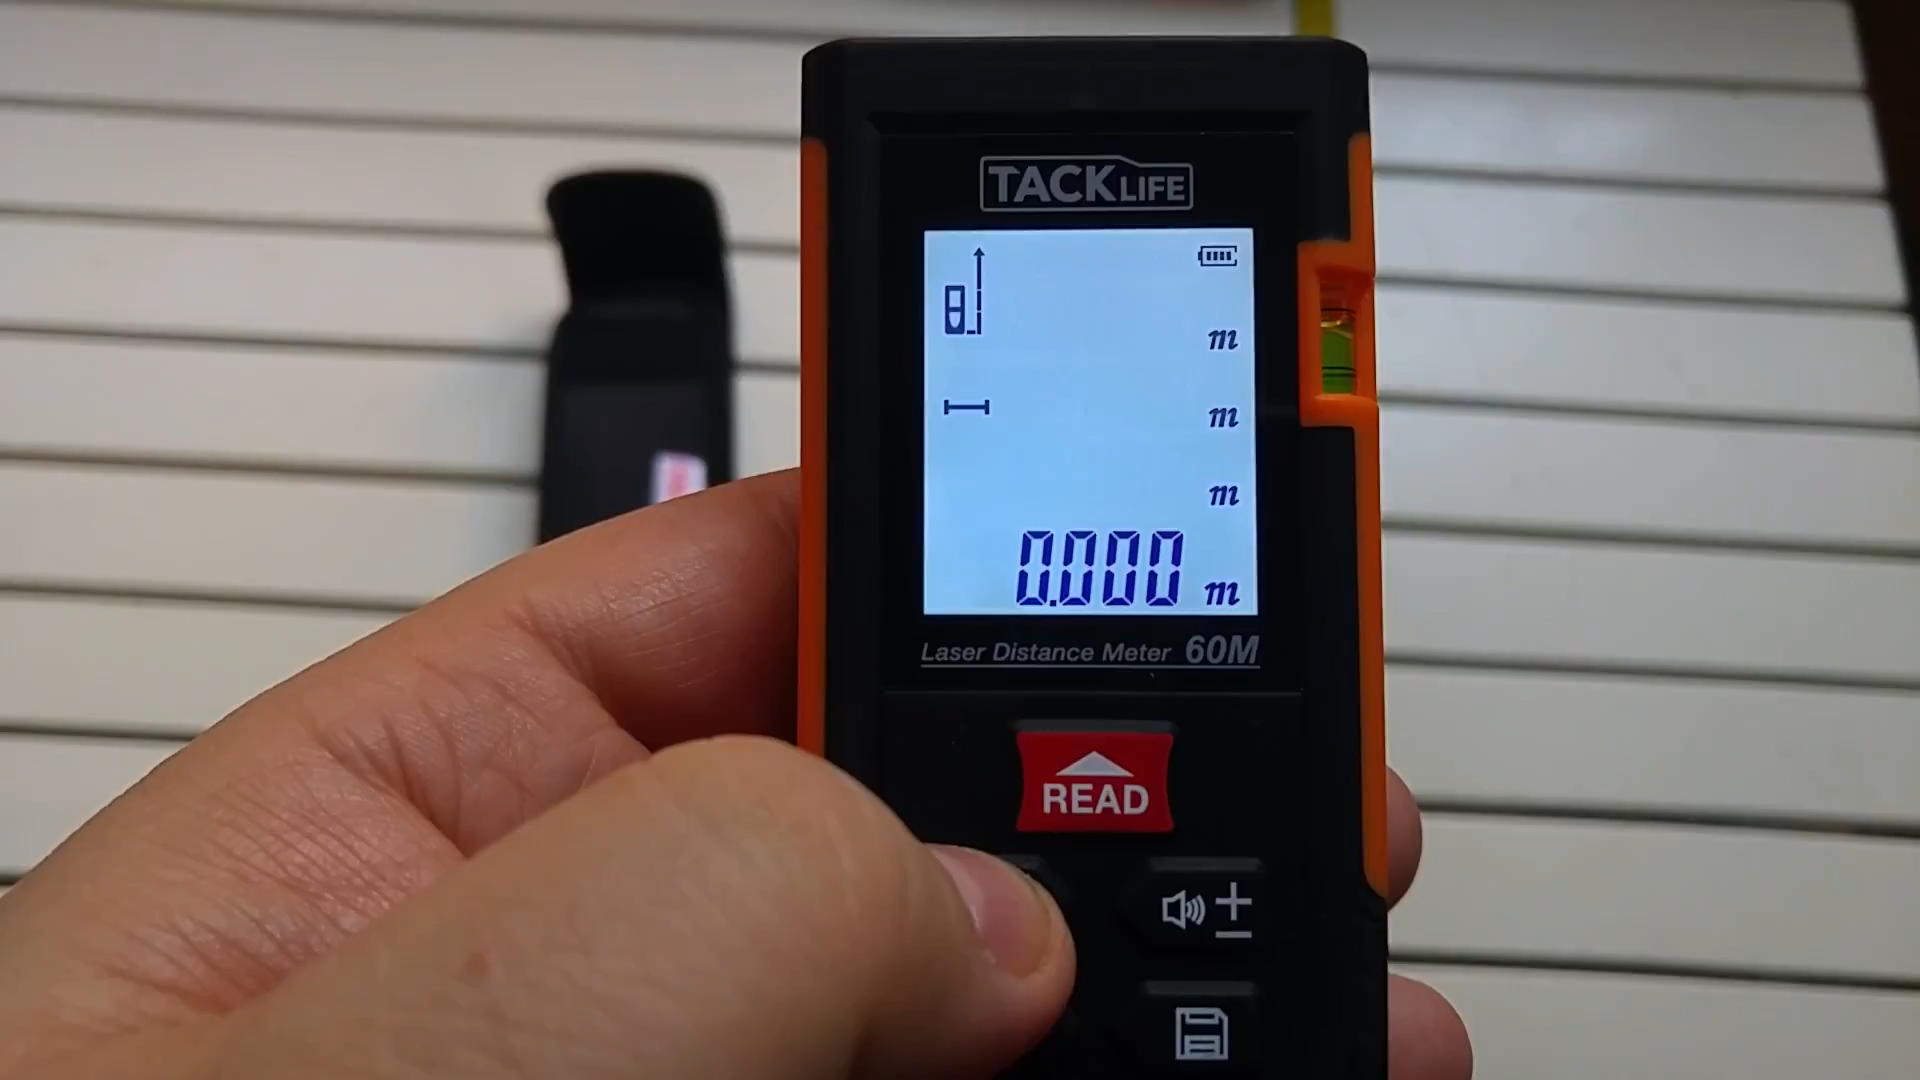 TACKLIFE
m
m
m
0.000 m
Laser Distance Meter 60M
READ
+